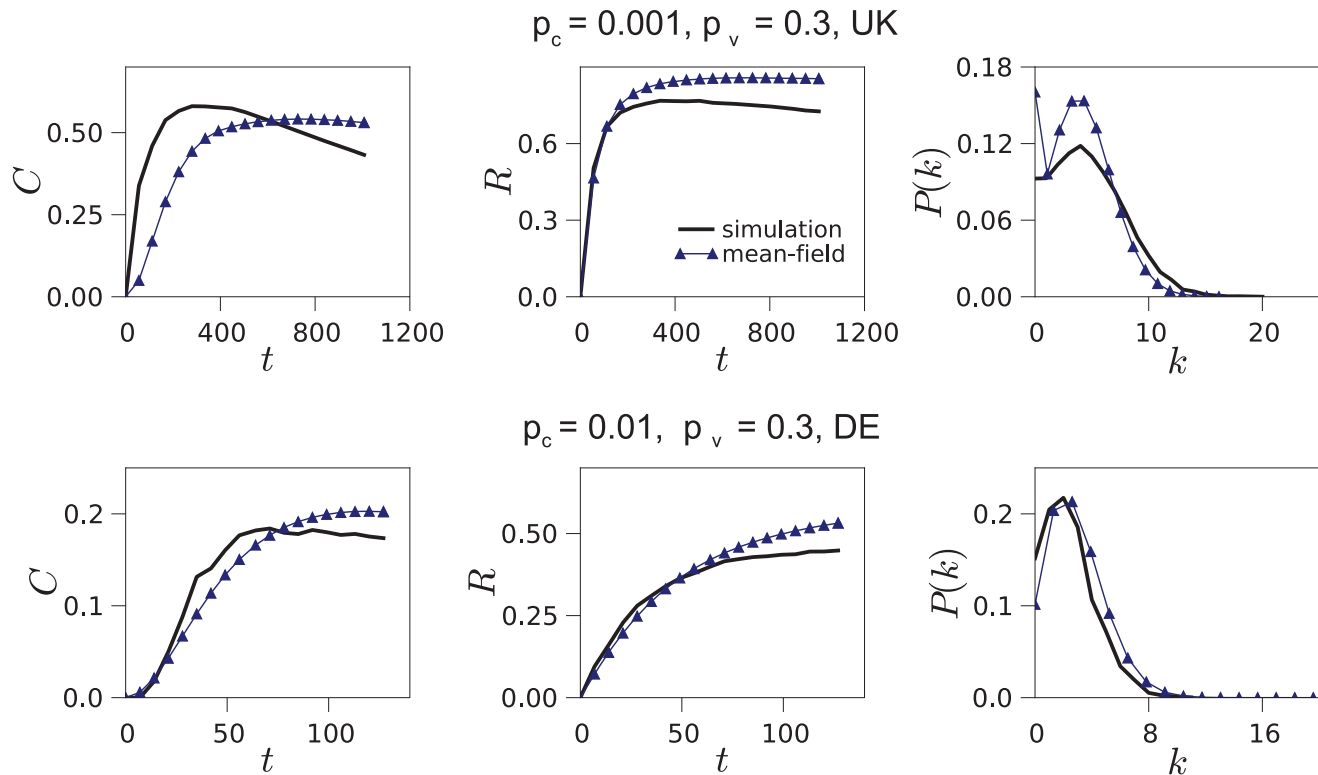 p_c = 0.001, p_v = 0.3, UK
C
0.50
0.25
0.00
0 400 800 1200
t
R
0.6
0.3
0.0
simulation
mean-field
0 400 800 1200
t
P(k)
0.18
0.12
0.06
0.00
0 10 20
k
p_c = 0.01, p_v = 0.3, DE
C
0.2
0.1
0.0
0 50 100
t
R
0.50
0.25
0.00
0 50 100
t
P(k)
0.2
0.1
0.0
0 8 16
k